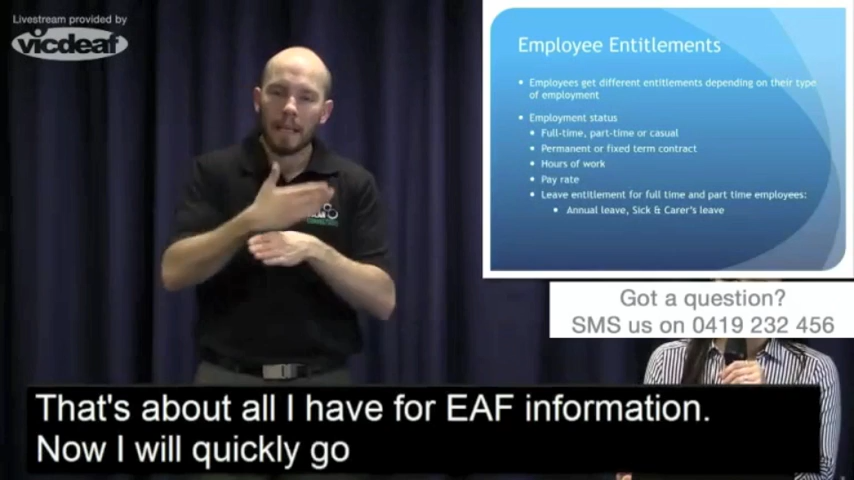 Livestream provided by
vicdeaf
Employee Entitlements
Employees get different entitlements depending on their type
of employment
Employment status
Full-time, part-time or casual
Permanent or fixed term contract
Hours of work
Pay rate
Leave entitlement for full time and part time employees:
Annual leave, Sick & Carer's leave
Got a question?
SMS us on 0419 232 456
That's about all I have for EAF information.
Now I will quickly go